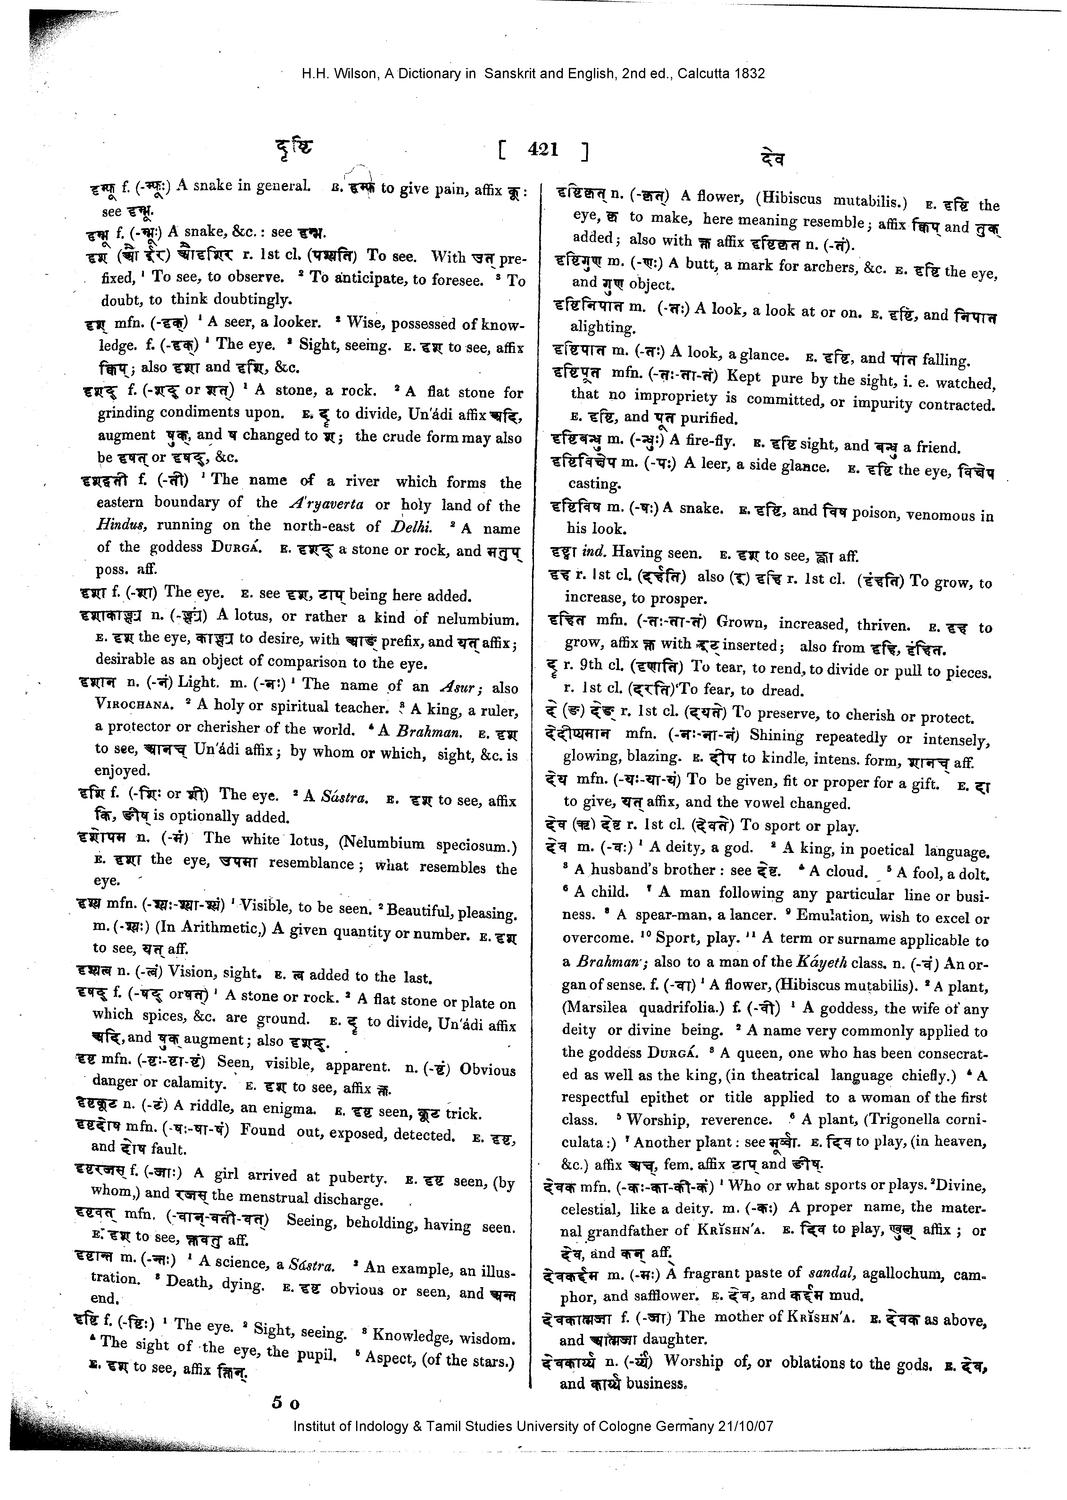 H.H. Wilson, A Dictionary in Sanskrit and English, 2nd ed., Calcutta 1832
दृष्टि [ 421 ] देव
दृम्फू f. (-म्फूः) A snake in general. E. दृम्फ to give pain, affix कू :
see दृम्भू.
दृम्भू f. (-म्भूः) A snake, &c. : see दृम्भ.
दृश (औ ईर्) औदृशिर r. 1st cl. (पश्यति) To see. With उत् pre-
fixed, ¹ To see, to observe. ² To anticipate, to foresee. ³ To
doubt, to think doubtingly.
दृश् mfn. (-दृक्) ¹ A seer, a looker. ² Wise, possessed of know-
ledge. f. (-दृक्) ¹ The eye. ² Sight, seeing. E. दृश to see, affix
क्विप्; also दृशा and दृशि, &c.
दृशद् f. (-शद् or शत्) ¹ A stone, a rock. ² A flat stone for
grinding condiments upon. E. दृ to divide, Un'ádi affix अदि,
augment षुक्, and ष changed to श; the crude form may also
be दृषत् or दृषद्, &c.
दृशद्वती f. (-ती) ¹ The name of a river which forms the
eastern boundary of the A'ryaverta or holy land of the
Hindus, running on the north-east of Delhi. ² A name
of the goddess DURGÁ. E. दृशद् a stone or rock, and मतुप्
poss. aff.
दृशा f. (-शा) The eye. E. see दृश, टाप् being here added.
दृशाकाङ्क्ष्य n. (-ङ्क्ष्यं) A lotus, or rather a kind of nelumbium.
E. दृश the eye, काङ्क्ष to desire, with आङ् prefix, and यत् affix;
desirable as an object of comparison to the eye.
दृशान n. (-नं) Light. m. (-नः) ¹ The name of an Asur; also
VIROCHANA. ² A holy or spiritual teacher. ³ A king, a ruler,
a protector or cherisher of the world. ⁴ A Brahman. E. दृश
to see, आनच् Un'ádi affix; by whom or which, sight, &c. is
enjoyed.
दृशि f. (-शिः or शी) The eye. ² A Sástra. E. दृश to see, affix
कि, ङीष् is optionally added.
दृशोपम n. (-मं) The white lotus, (Nelumbium speciosum.)
E. दृशा the eye, उपमा resemblance; what resembles the
eye.
दृश्य mfn. (-श्यः-श्या-श्यं) ¹ Visible, to be seen. ² Beautiful, pleasing.
m. (-श्यः) (In Arithmetic,) A given quantity or number. E. दृश
to see, यत् aff.
दृश्यत्व n. (-त्वं) Vision, sight. E. त्व added to the last.
दृषद् f. (-षद् or षत्) ¹ A stone or rock. ² A flat stone or plate on
which spices, &c. are ground. E. दृ to divide, Un'ádi affix
अदि, and षुक् augment; also दृशद्.
दृष्ट mfn. (-ष्टः-ष्टा-ष्टं) Seen, visible, apparent. n. (-ष्टं) Obvious
danger or calamity. E. दृश to see, affix क्त.
दृष्टकूट n. (-टं) A riddle, an enigma. E. दृष्ट seen, कूट trick.
दृष्टदोष mfn. (-षः-षा-षं) Found out, exposed, detected. E. दृष्ट,
and दोष fault.
दृष्टरजस् f. (-जाः) A girl arrived at puberty. E. दृष्ट seen, (by
whom,) and रजस् the menstrual discharge.
दृष्टवत् mfn. (-वान्-वती-वत्) Seeing, beholding, having seen.
E. दृश to see, क्तवतु aff.
दृष्टान्त m. (-न्तः) ¹ A science, a Sástra. ² An example, an illus-
tration. ³ Death, dying. E. दृष्ट obvious or seen, and अन्त
end.
दृष्टि f. (-ष्टिः) ¹ The eye. ² Sight, seeing. ³ Knowledge, wisdom.
⁴ The sight of the eye, the pupil. ⁵ Aspect, (of the stars.)
E. दृश to see, affix क्तिन्.
दृष्टिकृत् n. (-कृत्) A flower, (Hibiscus mutabilis.) E. दृष्टि the
eye, कृ to make, here meaning resemble; affix क्विप् and तुक्
added; also with क्त affix दृष्टिकृत n. (-तं).
दृष्टिगुण m. (-णः) A butt, a mark for archers, &c. E. दृष्टि the eye,
and गुण object.
दृष्टिनिपात m. (-तः) A look, a look at or on. E. दृष्टि, and निपात
alighting.
दृष्टिपात m. (-तः) A look, a glance. E. दृष्टि, and पात falling.
दृष्टिपूत mfn. (-तः-ता-तं) Kept pure by the sight, i. e. watched,
that no impropriety is committed, or impurity contracted.
E. दृष्टि, and पूत purified.
दृष्टिबन्धु m. (-न्धुः) A fire-fly. E. दृष्टि sight, and बन्धु a friend.
दृष्टिविक्षेप m. (-पः) A leer, a side glance. E. दृष्टि the eye, विक्षेप
casting.
दृष्टिविष m. (-षः) A snake. E. दृष्टि, and विष poison, venomous in
his look.
दृष्ट्वा ind. Having seen. E. दृश to see, क्त्वा aff.
दृह r. 1st cl. (दर्हति) also (इ) दृहि r. 1st cl. (दृंहति) To grow, to
increase, to prosper.
दृहित mfn. (-तः-ता-तं) Grown, increased, thriven. E. दृह to
grow, affix क्त with इट् inserted; also from दृहि, दृंहित.
दॄ r. 9th cl. (दृणाति) To tear, to rend, to divide or pull to pieces.
r. 1st cl. (दरति) To fear, to dread.
दे (ङ) देङ् r. 1st cl. (दयते) To preserve, to cherish or protect.
देदीप्यमान mfn. (-नः-ना-नं) Shining repeatedly or intensely,
glowing, blazing. E. दीप to kindle, intens. form, शानच् aff.
देय mfn. (-यः-या-यं) To be given, fit or proper for a gift. E. दा
to give, यत् affix, and the vowel changed.
देव (ऋ) देवृ r. 1st cl. (देवते) To sport or play.
देव m. (-वः) ¹ A deity, a god. ² A king, in poetical language.
³ A husband's brother : see देवृ. ⁴ A cloud. ⁵ A fool, a dolt.
⁶ A child. ⁷ A man following any particular line or busi-
ness. ⁸ A spear-man, a lancer. ⁹ Emulation, wish to excel or
overcome. ¹⁰ Sport, play. ¹¹ A term or surname applicable to
a Brahman; also to a man of the Káyeth class. n. (-वं) An or-
gan of sense. f. (-वा) ¹ A flower, (Hibiscus mutabilis). ² A plant,
(Marsilea quadrifolia.) f. (-वी) ¹ A goddess, the wife of any
deity or divine being. ² A name very commonly applied to
the goddess DURGÁ. ³ A queen, one who has been consecrat-
ed as well as the king, (in theatrical language chiefly.) ⁴ A
respectful epithet or title applied to a woman of the first
class. ⁵ Worship, reverence. ⁶ A plant, (Trigonella corni-
culata :) ⁷ Another plant : see मूर्व्वा. E. दिव to play, (in heaven,
&c.) affix अच्, fem. affix टाप् and ङीष्.
देवक mfn. (-कः-का-की-कं) ¹ Who or what sports or plays. ² Divine,
celestial, like a deity. m. (-कः) A proper name, the mater-
nal grandfather of KRĬSHN'A. E. दिव to play, ण्वुल् affix; or
देव, and कन् aff.
देवकर्द्दम m. (-मः) A fragrant paste of sandal, agallochum, cam-
phor, and safflower. E. देव, and कर्द्दम mud.
देवकात्मजा f. (-जा) The mother of KRĬSHN'A. E. देवक as above,
and आत्मजा daughter.
देवकार्य्य n. (-र्य्यं) Worship of, or oblations to the gods. E. देव,
and कार्य्य business.
5 o
Institut of Indology & Tamil Studies University of Cologne Germany 21/10/07